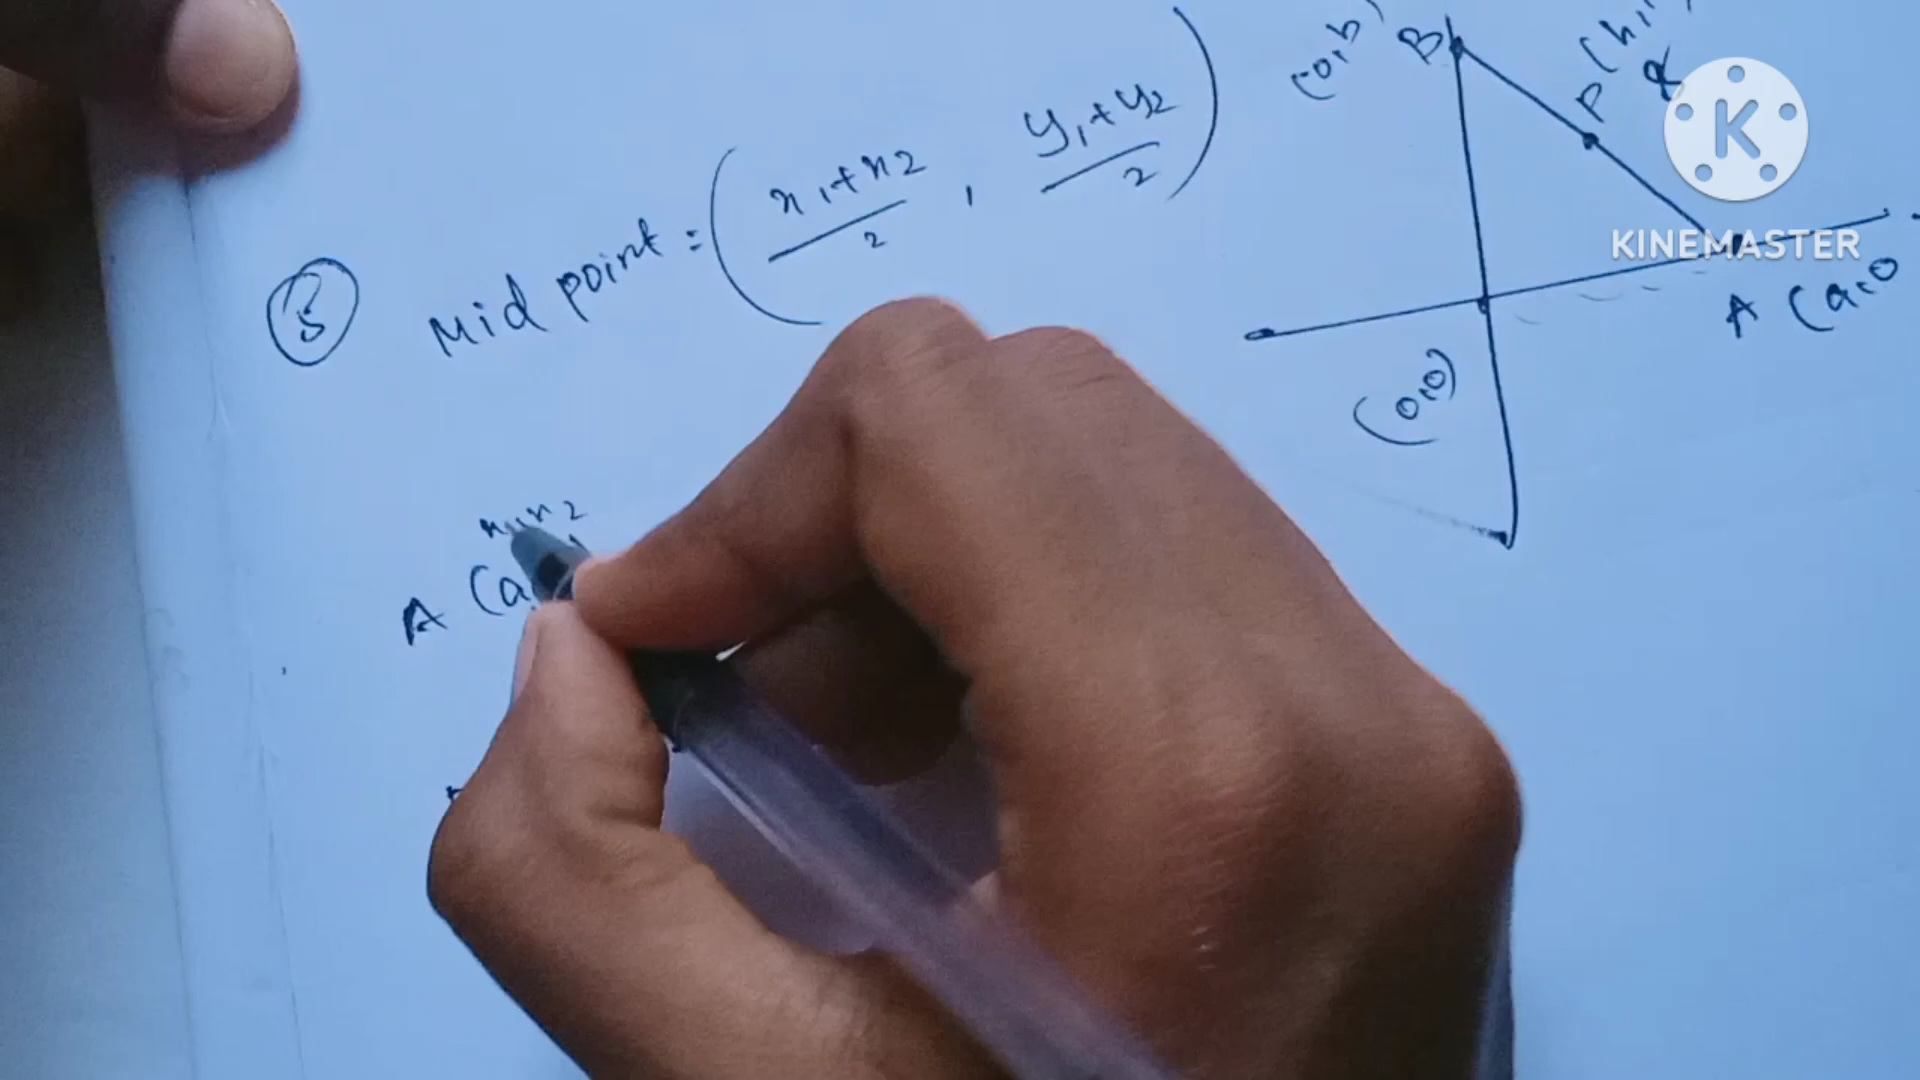 (5) Mid point = ( x1+x2 / 2 , y1+y2 / 2 )
x1 x2
A (a
(0,b) B
P (h,
A (a,0
(0,0)
K
KINEMASTER